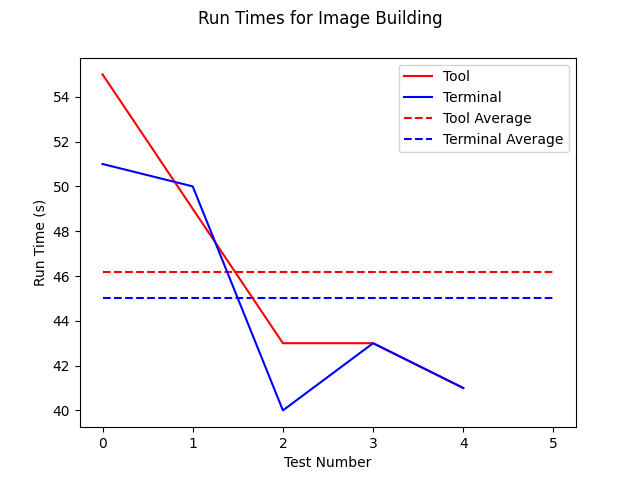 Run Times for Image Building
Tool
Terminal
Tool Average
Terminal Average
Run Time (s)
54
52
50
48
46
44
42
40
0 1 2 3 4 5
Test Number